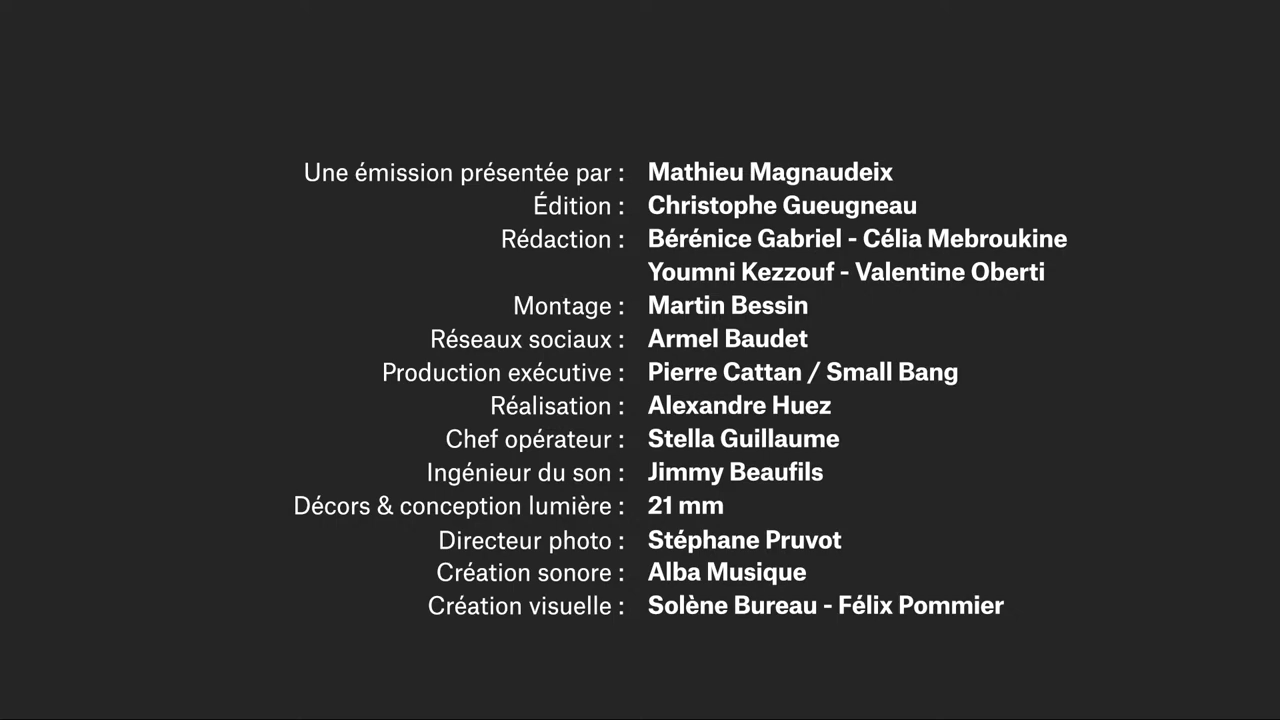 Une émission présentée par : Mathieu Magnaudeix
Édition : Christophe Gueugneau
Rédaction : Bérénice Gabriel - Célia Mebroukine
Youmni Kezzouf - Valentine Oberti
Montage : Martin Bessin
Réseaux sociaux : Armel Baudet
Production exécutive : Pierre Cattan / Small Bang
Réalisation : Alexandre Huez
Chef opérateur : Stella Guillaume
Ingénieur du son : Jimmy Beaufils
Décors & conception lumière : 21 mm
Directeur photo : Stéphane Pruvot
Création sonore : Alba Musique
Création visuelle : Solène Bureau - Félix Pommier